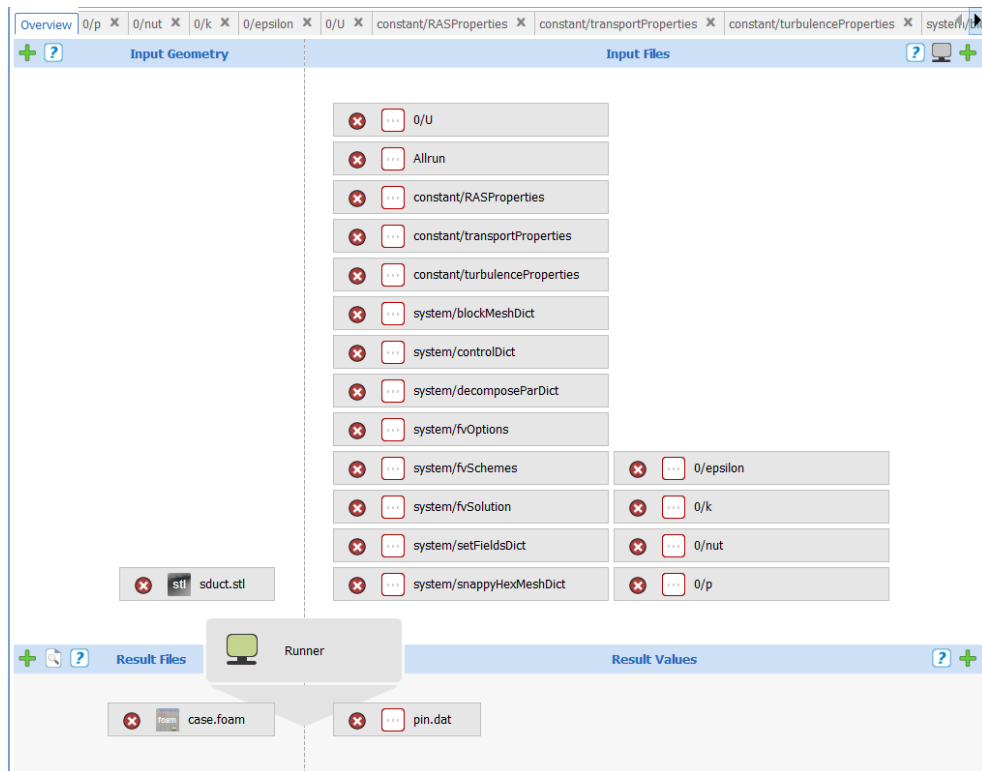 Overview 0/p 0/nut 0/k 0/epsilon 0/U constant/RASProperties constant/transportProperties constant/turbulenceProperties
Input Geometry Input Files
0/U
Allrun
constant/RASProperties
constant/transportProperties
constant/turbulenceProperties
system/blockMeshDict
system/controlDict
system/decomposeParDict
system/fvOptions
system/fvSchemes 0/epsilon
system/fvSolution 0/k
system/setFieldsDict 0/nut
stl sduct.stl system/snappyHexMeshDict 0/p
Runner
Result Files Result Values
foam case.foam pin.dat